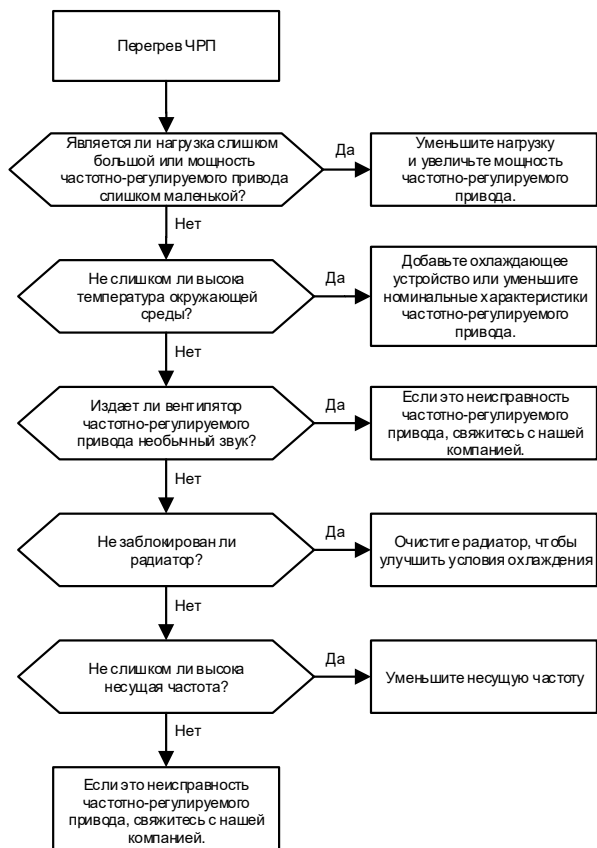 Перегрев ЧРП
Является ли нагрузка слишком
большой или мощность
частотно-регулируемого привода
слишком маленькой?
Да
Уменьшите нагрузку
и увеличьте мощность
частотно-регулируемого
привода.
Нет
Не слишком ли высока
температура окружающей
среды?
Да
Добавьте охлаждающее
устройство или уменьшите
номинальные характеристики
частотно-регулируемого
привода.
Нет
Издает ли вентилятор
частотно-регулируемого
привода необычный звук?
Да
Если это неисправность
частотно-регулируемого
привода, свяжитесь с нашей
компанией.
Нет
Не заблокирован ли
радиатор?
Да
Очистите радиатор, чтобы
улучшить условия охлаждения
Нет
Не слишком ли высока
несущая частота?
Да
Уменьшите несущую частоту
Нет
Если это неисправность
частотно-регулируемого
привода, свяжитесь с нашей
компанией.